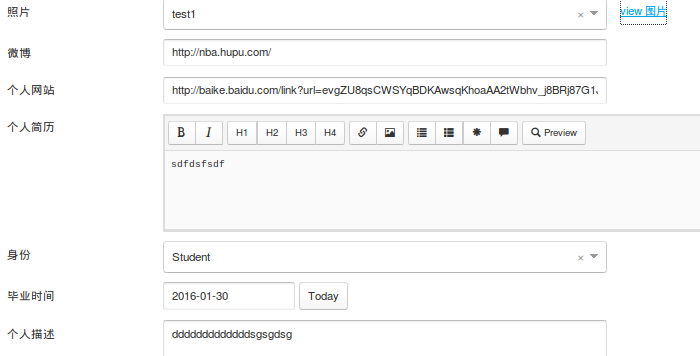 照片 test1 × view 图片
微博 http://nba.hupu.com/
个人网站 http://baike.baidu.com/link?url=evgZU8qsCWSYqBDKAwsqKhoaAA2tWbhv_j8BRj87G1J
个人简历 B I H1 H2 H3 H4 Preview
sdfdsfsdf
身份 Student ×
毕业时间 2016-01-30 Today
个人描述 dddddddddddddsgsgdsg